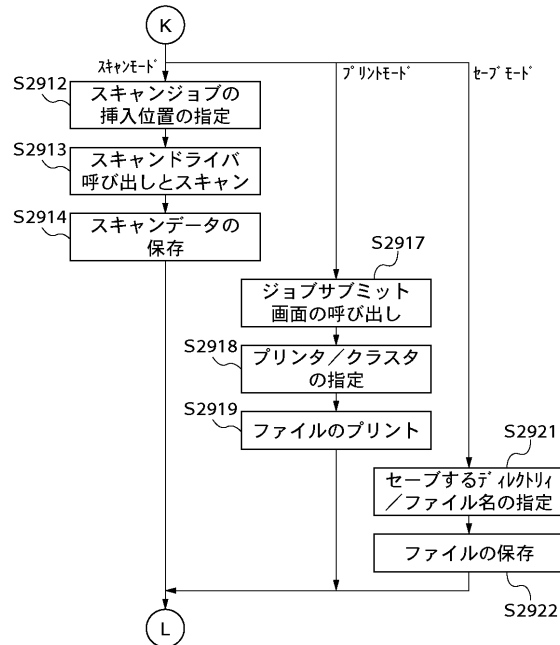 K
ｽｷｬﾝﾓｰﾄﾞ
ﾌﾟﾘﾝﾄﾓｰﾄﾞ
ｾｰﾌﾞﾓｰﾄﾞ
S2912
スキャンジョブの
挿入位置の指定
S2913
スキャンドライバ
呼び出しとスキャン
S2914
スキャンデータの
保存
S2917
ジョブサブミット
画面の呼び出し
S2918
プリンタ／クラスタ
の指定
S2919
ファイルのプリント
S2921
セーブするﾃﾞｨﾚｸﾄﾘｨ
／ファイル名の指定
ファイルの保存
S2922
L